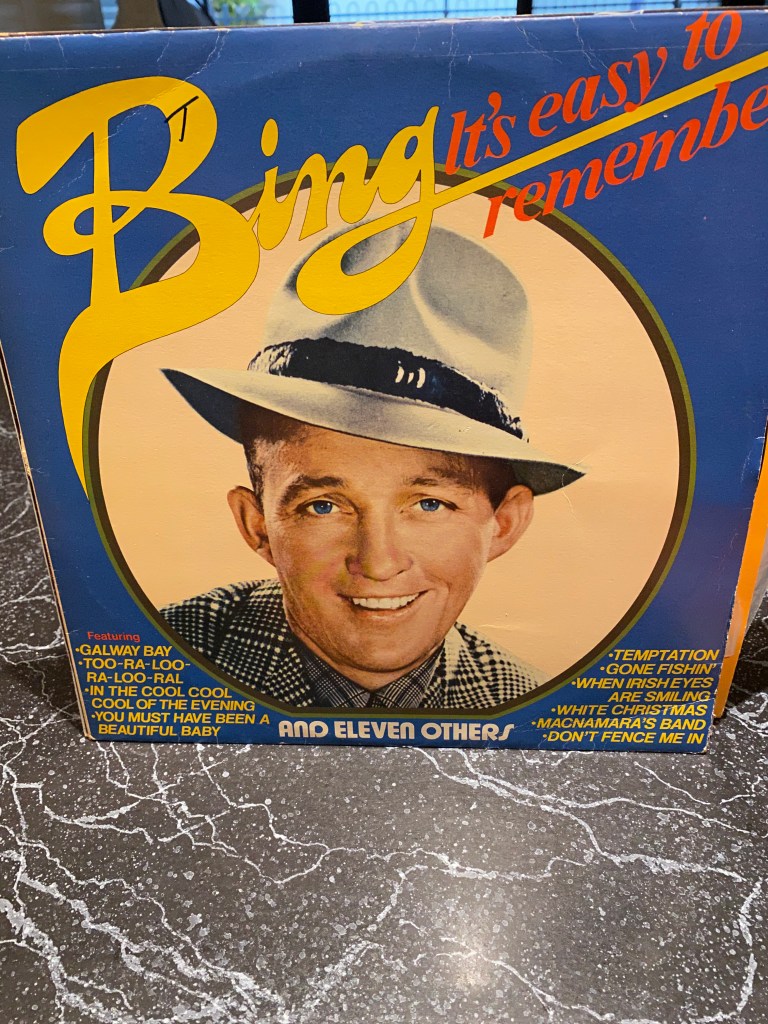 Bing
It's easy to
remembe
T
Featuring
•GALWAY BAY
•TOO-RA-LOO-
RA-LOO-RAL
•IN THE COOL COOL
COOL OF THE EVENING
•YOU MUST HAVE BEEN A
BEAUTIFUL BABY
AND ELEVEN OTHERS
•TEMPTATION
•GONE FISHIN'
•WHEN IRISH EYES
ARE SMILING
•WHITE CHRISTMAS
•MACNAMARA'S BAND
•DON'T FENCE ME IN